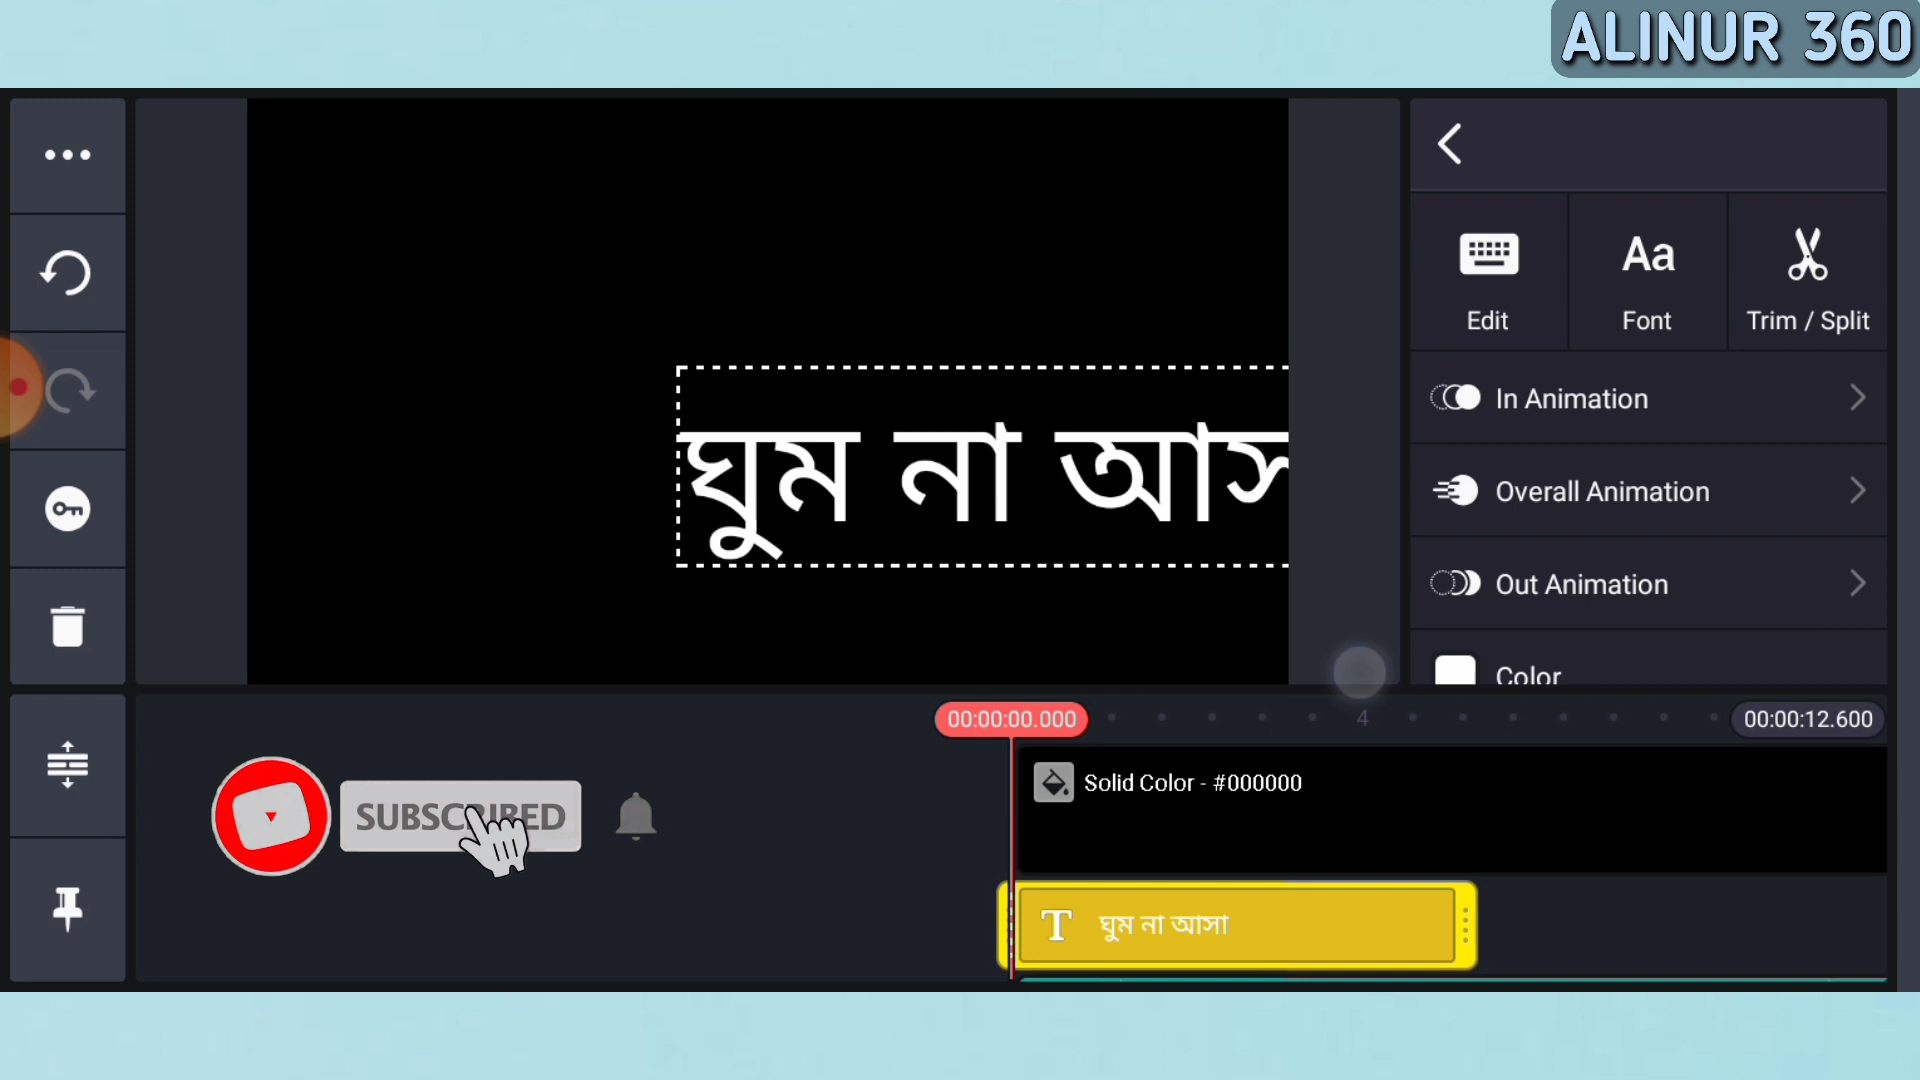 ALINUR 360
Edit
Aa
Font
Trim / Split
ঘুম না আস
In Animation
Overall Animation
Out Animation
Color
00:00:00.000
4
00:00:12.600
Solid Color - #000000
SUBSCRIBED
T ঘুম না আসা